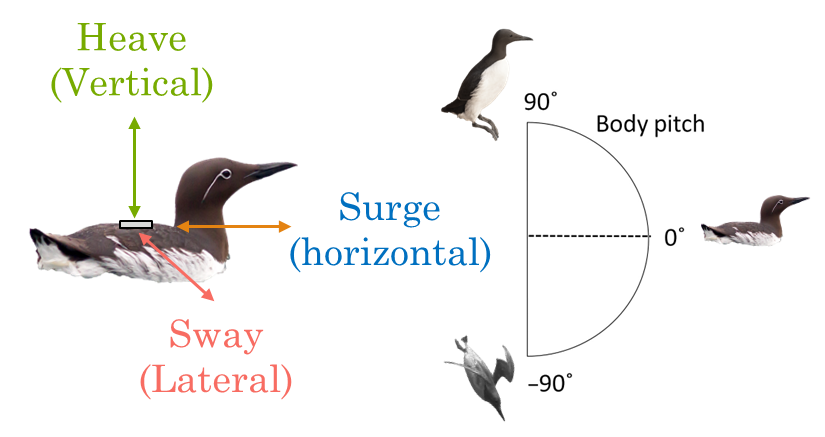 Heave
(Vertical)
Surge
(horizontal)
Sway
(Lateral)
90˚
Body pitch
0˚
–90˚